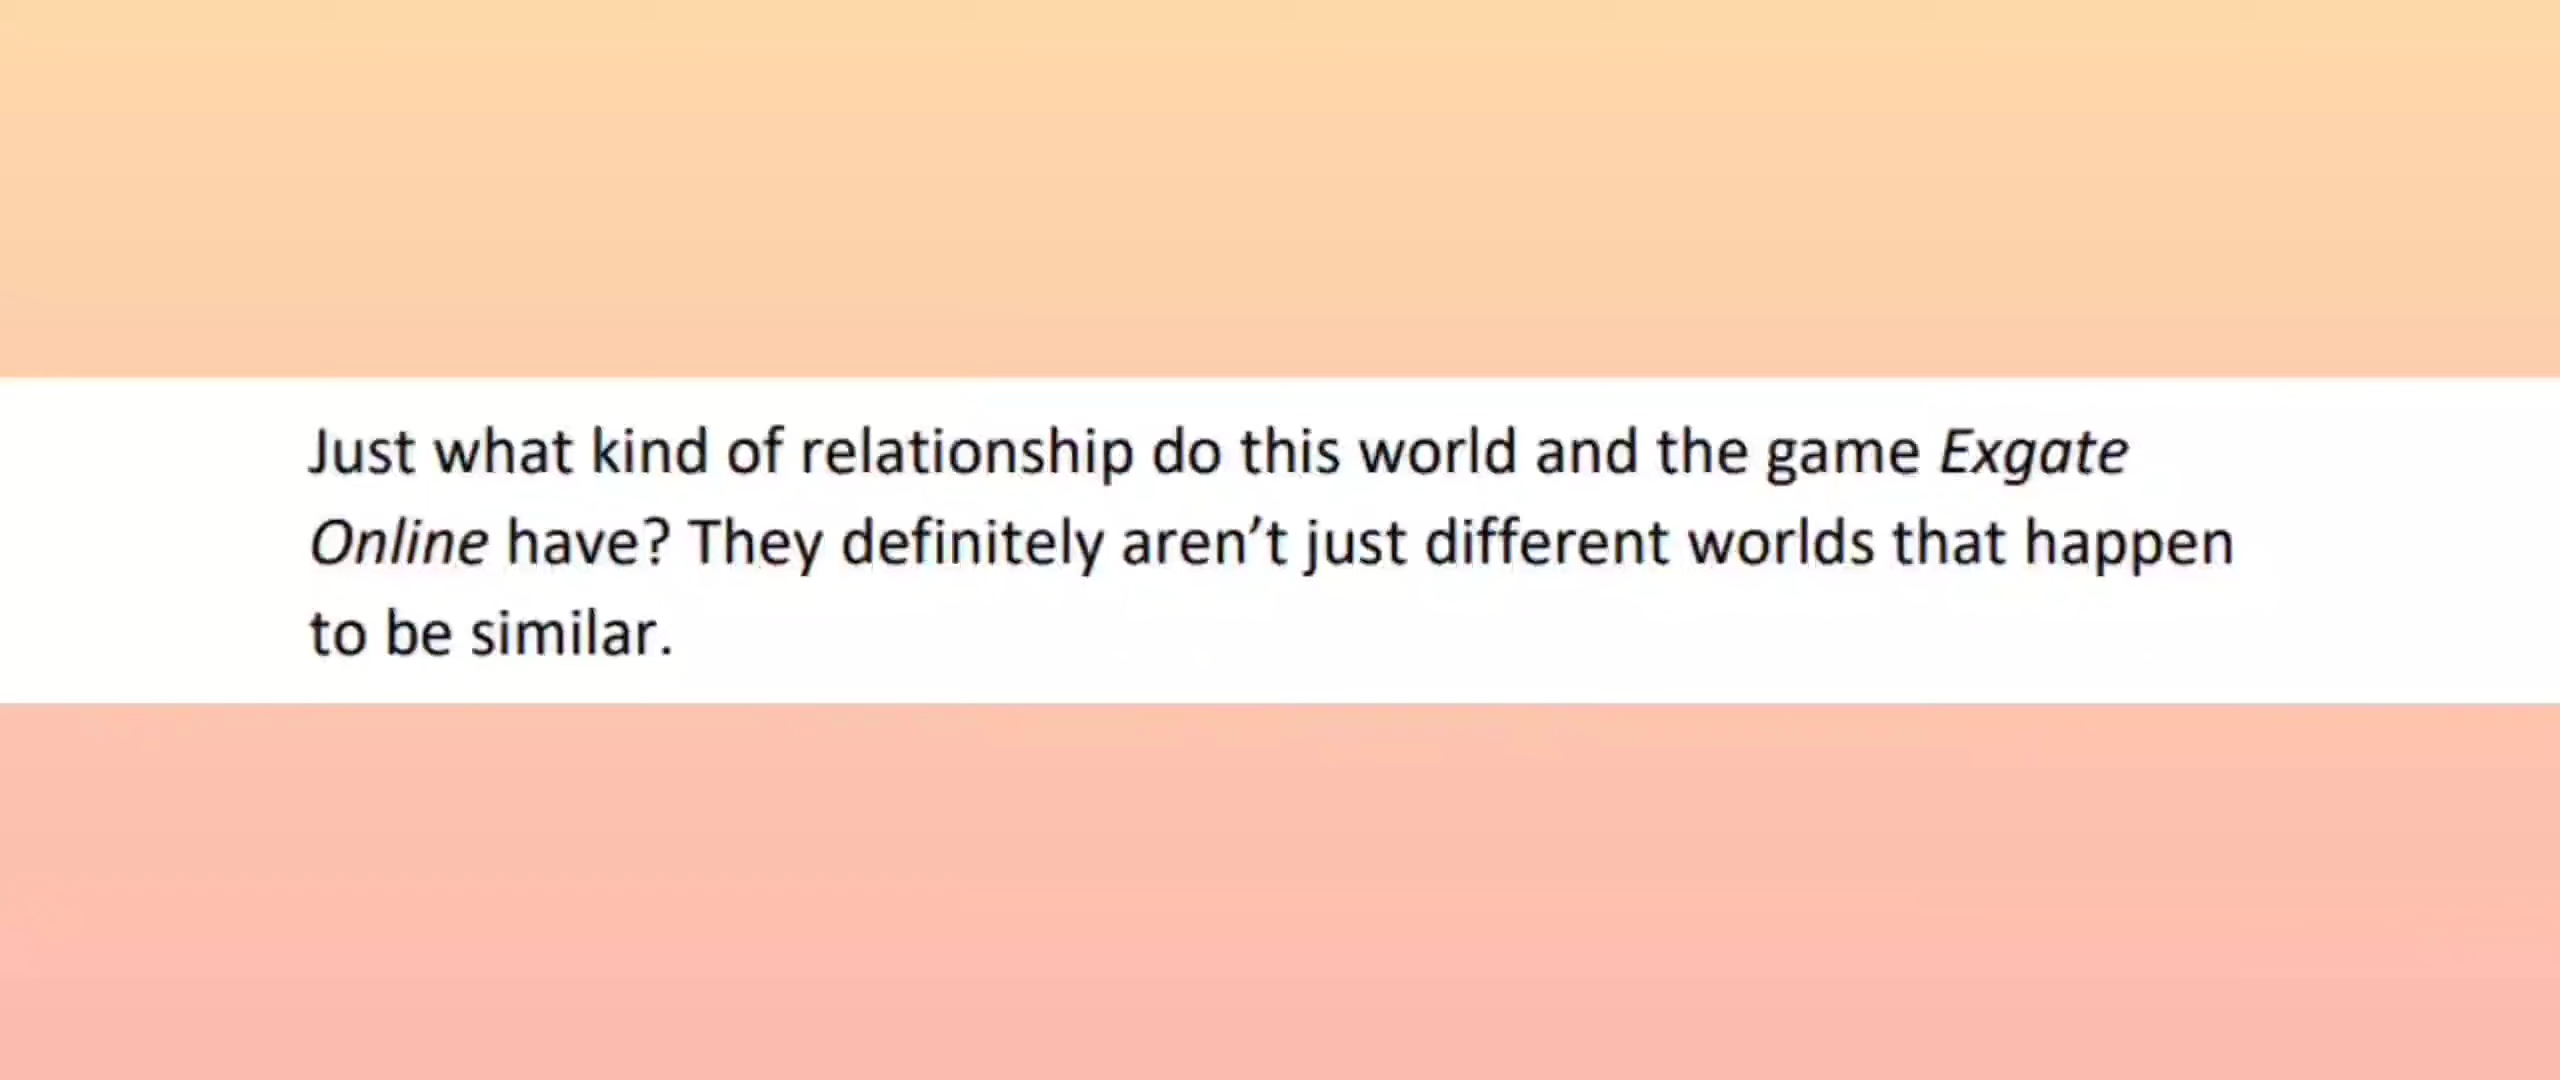 Just what kind of relationship do this world and the game Exgate
Online have? They definitely aren’t just different worlds that happen
to be similar.